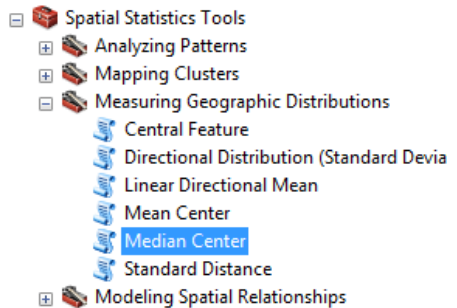 Spatial Statistics Tools
Analyzing Patterns
Mapping Clusters
Measuring Geographic Distributions
Central Feature
Directional Distribution (Standard Devia
Linear Directional Mean
Mean Center
Median Center
Standard Distance
Modeling Spatial Relationships